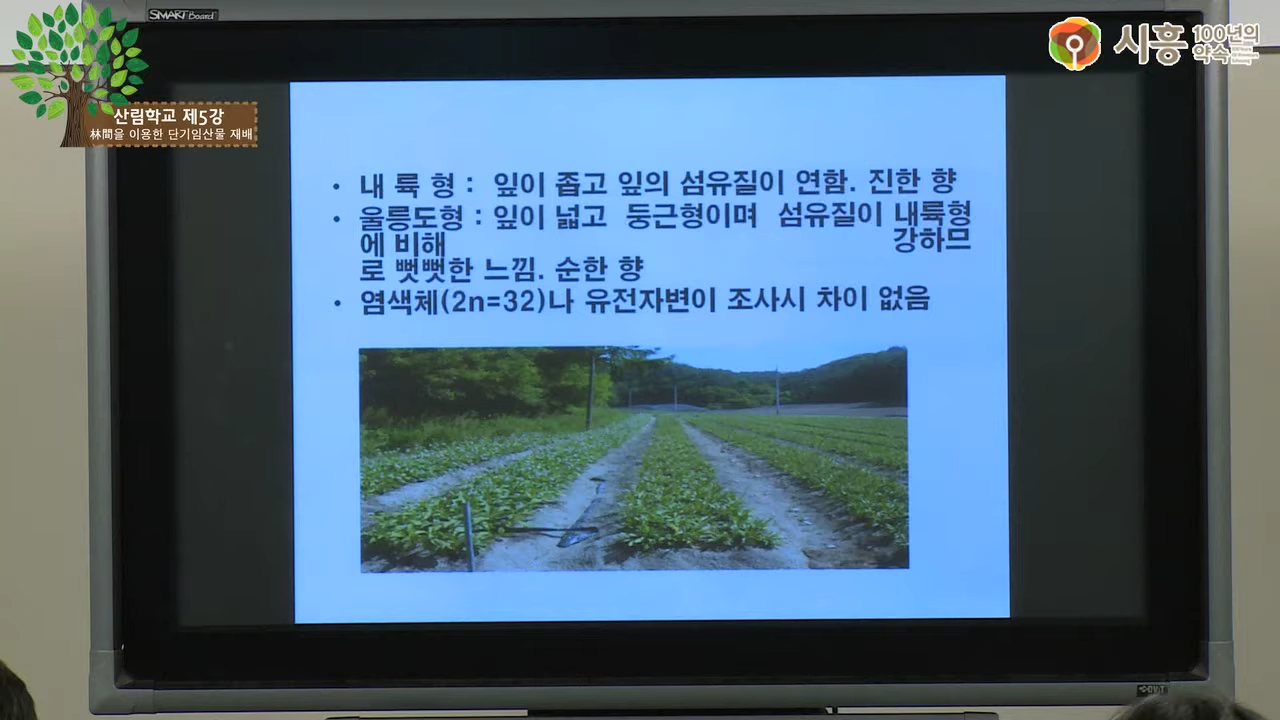 SMART Board
산림학교 제5강
林間을 이용한 단기임산물 재배
시흥 100년의 약속
• 내 륙 형 : 잎이 좁고 잎의 섬유질이 연함. 진한 향
• 울릉도형 : 잎이 넓고 둥근형이며 섬유질이 내륙형
에 비해 강하므
로 뻣뻣한 느낌. 순한 향
• 염색체(2n=32)나 유전자변이 조사시 차이 없음